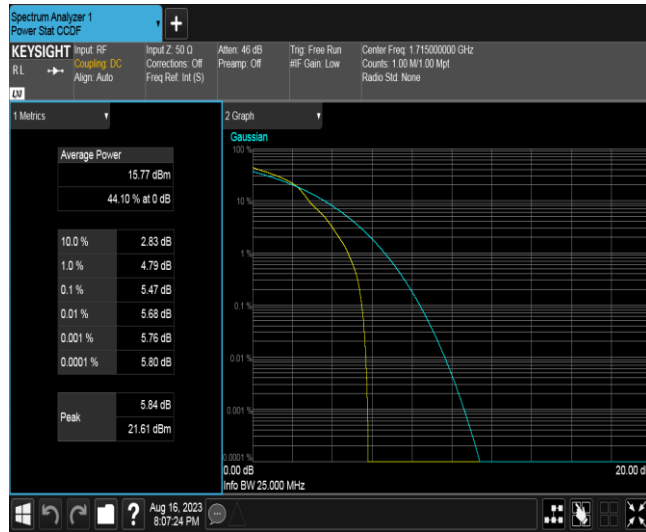 Spectrum Analyzer 1
Power Stat CCDF
+
KEYSIGHT
RL
LXI
Input: RF
Coupling: DC
Align: Auto
Input Z: 50 Ω
Corrections: Off
Freq Ref: Int (S)
Atten: 46 dB
Preamp: Off
Trig: Free Run
#IF Gain: Low
Center Freq: 1.715000000 GHz
Counts: 1.00 M/1.00 Mpt
Radio Std: None
1 Metrics
Average Power
15.77 dBm
44.10 % at 0 dB
10.0 % 2.83 dB
1.0 % 4.79 dB
0.1 % 5.47 dB
0.01 % 5.68 dB
0.001 % 5.76 dB
0.0001 % 5.80 dB
Peak
5.84 dB
21.61 dBm
2 Graph
Gaussian
100 %
10 %
1 %
0.1 %
0.01 %
0.001 %
0.0001 %
0.00 dB
20.00 d
Info BW 25.000 MHz
?
Aug 16, 2023
8:07:24 PM